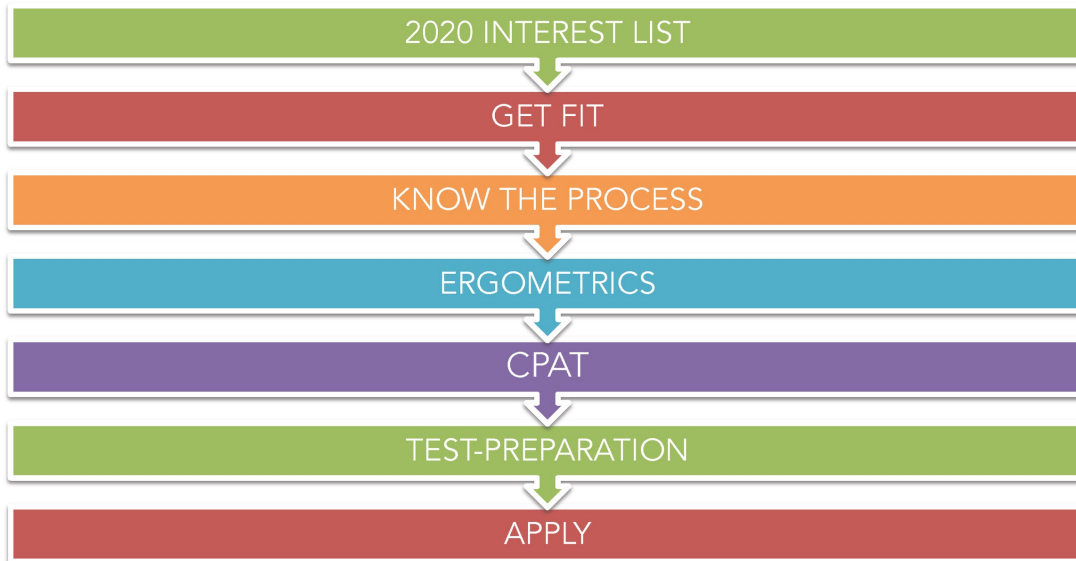 2020 INTEREST LIST
GET FIT
KNOW THE PROCESS
ERGOMETRICS
CPAT
TEST-PREPARATION
APPLY